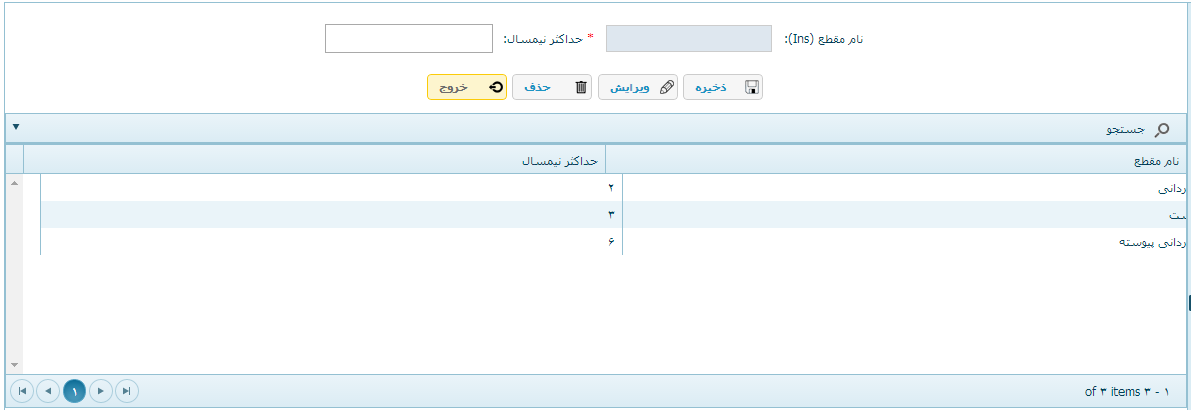 نام مقطع (Ins): * حداکثر نیمسال:
ذخیره ویرایش حذف خروج
جستجو
نام مقطع حداکثر نیمسال
ردانی ۲
ست ۳
ردانی پیوسته ۶
۱ - ۳ of ۳ items ۱